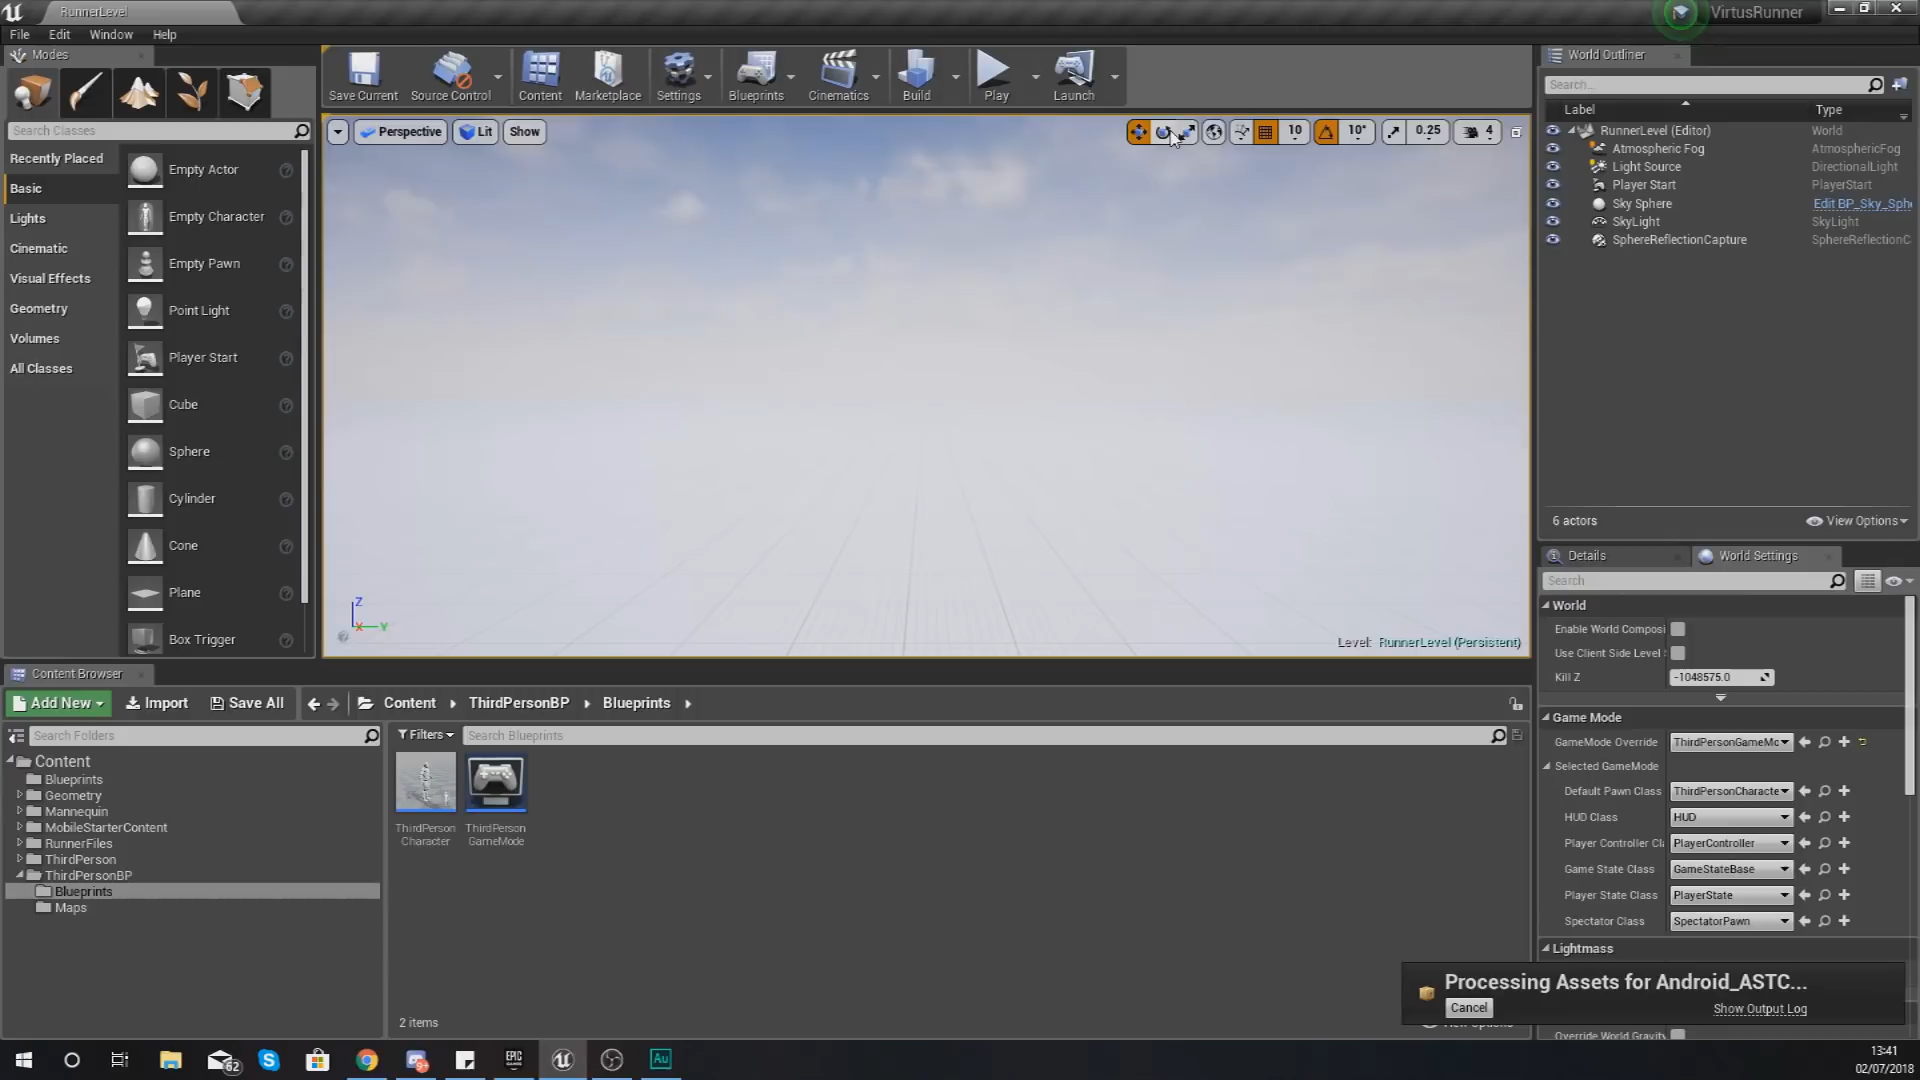 RunnerLevel
VirtusRunner
File Edit Window Help
Modes
Search Classes
Recently Placed
Basic
Lights
Cinematic
Visual Effects
Geometry
Volumes
All Classes
Empty Actor
Empty Character
Empty Pawn
Point Light
Player Start
Cube
Sphere
Cylinder
Cone
Plane
Box Trigger
Save Current Source Control Content Marketplace Settings Blueprints Cinematics Build Play Launch
Perspective Lit Show
10 10° 0.25 4
Z
X Y
Level: RunnerLevel (Persistent)
World Outliner
Search...
Label Type
RunnerLevel (Editor) World
Atmospheric Fog AtmosphericFog
Light Source DirectionalLight
Player Start PlayerStart
Sky Sphere Edit BP_Sky_Sph
SkyLight SkyLight
SphereReflectionCapture SphereReflectionC
6 actors View Options
Details World Settings
Search
World
Enable World Composi
Use Client Side Level
Kill Z -1048575.0
Game Mode
GameMode Override ThirdPersonGameMc
Selected GameMode
Default Pawn Class ThirdPersonCharacte
HUD Class HUD
Player Controller Cl PlayerController
Game State Class GameStateBase
Player State Class PlayerState
Spectator Class SpectatorPawn
Lightmass
Processing Assets for Android_ASTC...
Cancel Show Output Log
Override World Gravit
Content Browser
Add New Import Save All Content ThirdPersonBP Blueprints
Search Folders
Filters Search Blueprints
Content
Blueprints
Geometry
Mannequin
MobileStarterContent
RunnerFiles
ThirdPerson
ThirdPersonBP
Blueprints
Maps
ThirdPerson
Character
ThirdPerson
GameMode
2 items
62
9+
EPIC
Au
13:41
02/07/2018